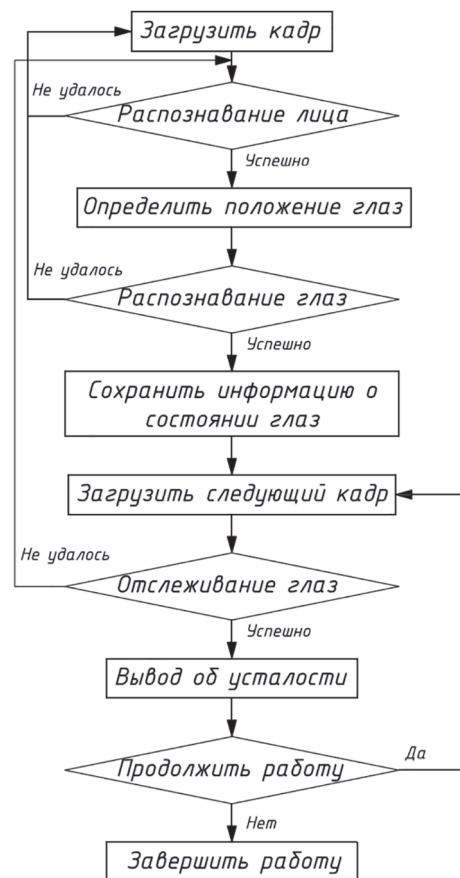 Загрузить кадр
Не удалось
Распознавание лица
Успешно
Определить положение глаз
Не удалось
Распознавание глаз
Успешно
Сохранить информацию о
состоянии глаз
Загрузить следующий кадр
Не удалось
Отслеживание глаз
Успешно
Вывод об усталости
Да
Продолжить работу
Нет
Завершить работу